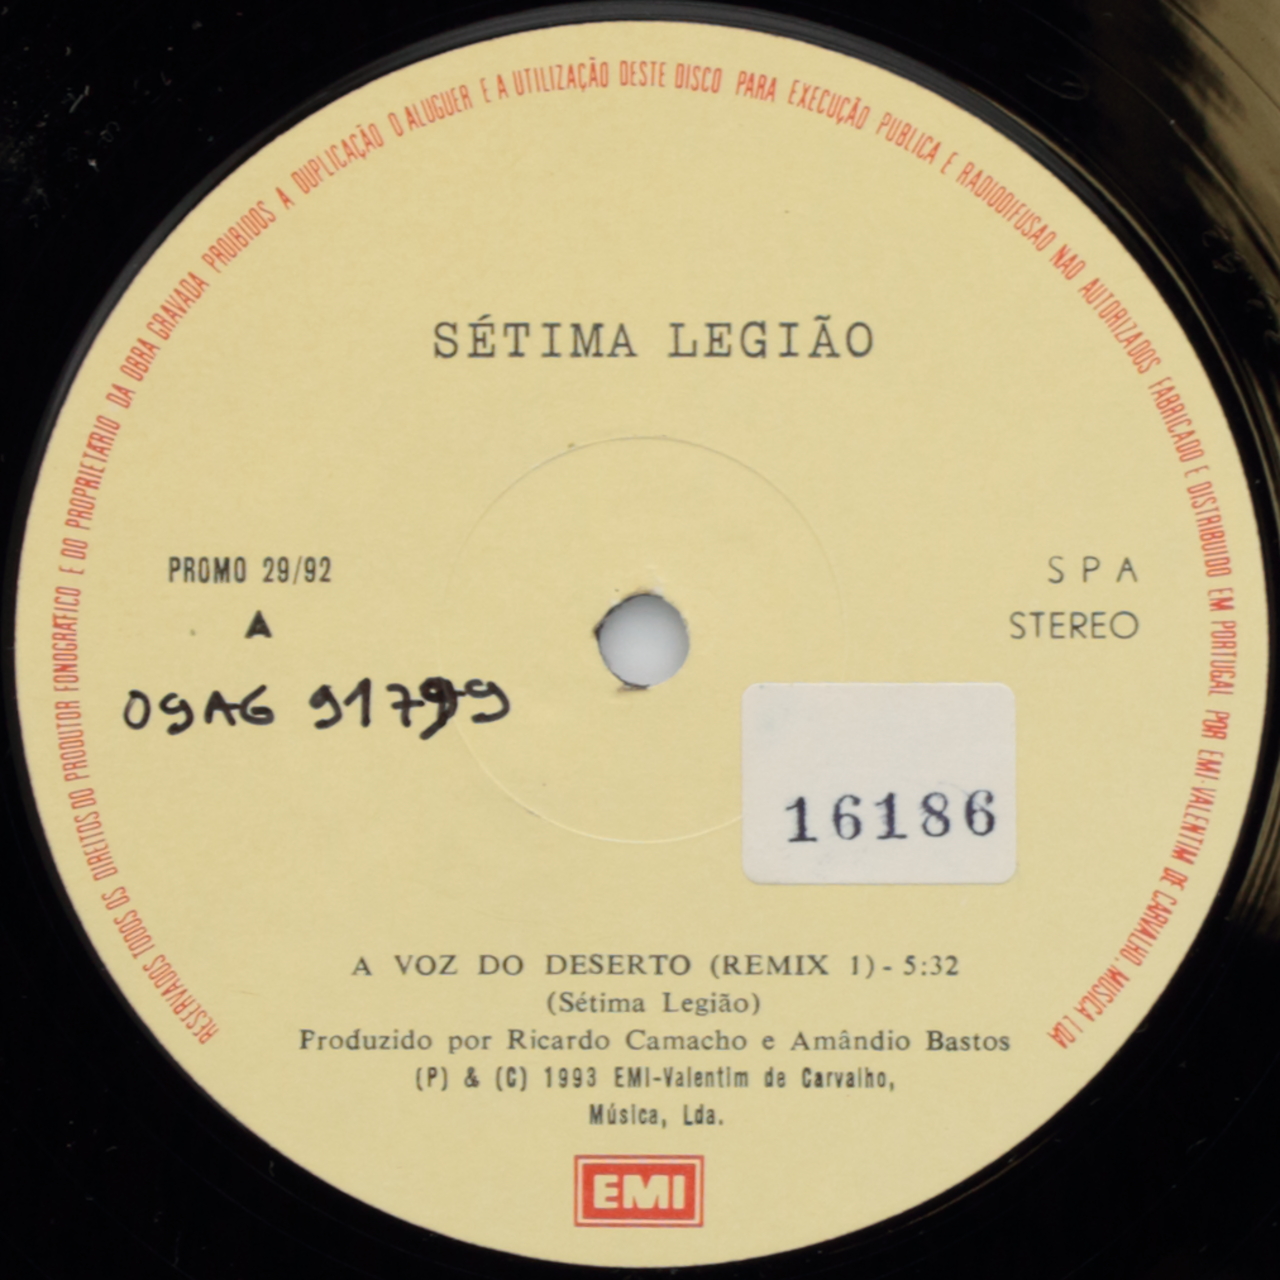 RESERVADOS TODOS OS DIREITOS DO PRODUTOR FONOGRAFICO E DO PROPRIETARIO DA OBRA GRAVADA PROIBIDOS A DUPLICAÇÃO O ALUGUER E A UTILIZAÇÃO DESTE DISCO PARA EXECUÇÃO PUBLICA E RADIODIFUSAO NAO AUTORIZADOS FABRICADO E DISTRIBUIDO EM PORTUGAL POR EMI-VALENTIM DE CARVALHO, MUSICA LDA
SÉTIMA LEGIÃO
PROMO 29/92
A
SPA
STEREO
09A6
16186
A VOZ DO DESERTO (REMIX 1) - 5:32
(Sétima Legião)
Produzido por Ricardo Camacho e Amândio Bastos
(P) & (C) 1993 EMI-Valentim de Carvalho,
Música, Lda.
EMI